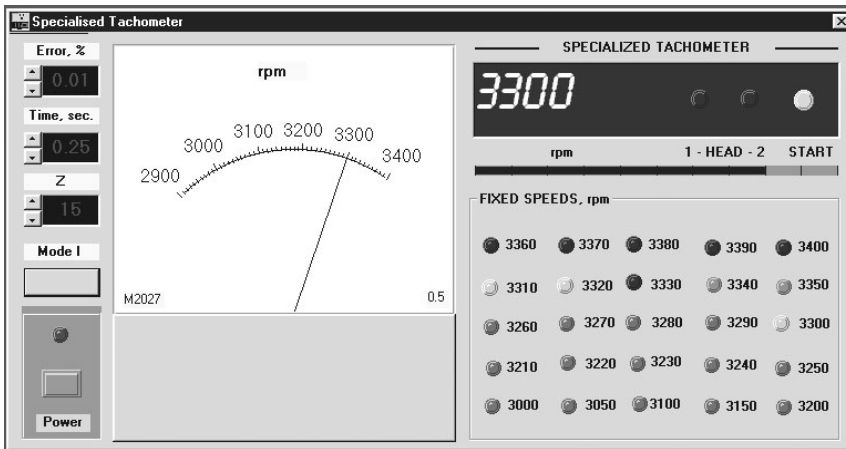 Specialised Tachometer
Error, %
0.01
Time, sec.
0.25
Z
15
Mode I
Power
rpm
2900 3000 3100 3200 3300 3400
M2027 0.5
SPECIALIZED TACHOMETER
3300
rpm 1 - HEAD - 2 START
FIXED SPEEDS, rpm
3360 3370 3380 3390 3400
3310 3320 3330 3340 3350
3260 3270 3280 3290 3300
3210 3220 3230 3240 3250
3000 3050 3100 3150 3200